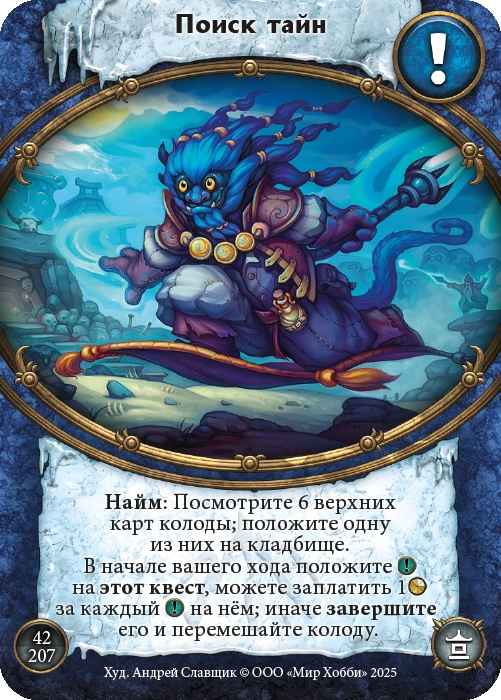 Поиск тайн
!
Найм: Посмотрите 6 верхних
карт колоды; положите одну
из них на кладбище.
В начале вашего хода положите !
на этот квест, можете заплатить 1
за каждый ! на нём; иначе завершите
его и перемешайте колоду.
42
207
Худ. Андрей Славщик © ООО «Мир Хобби» 2025